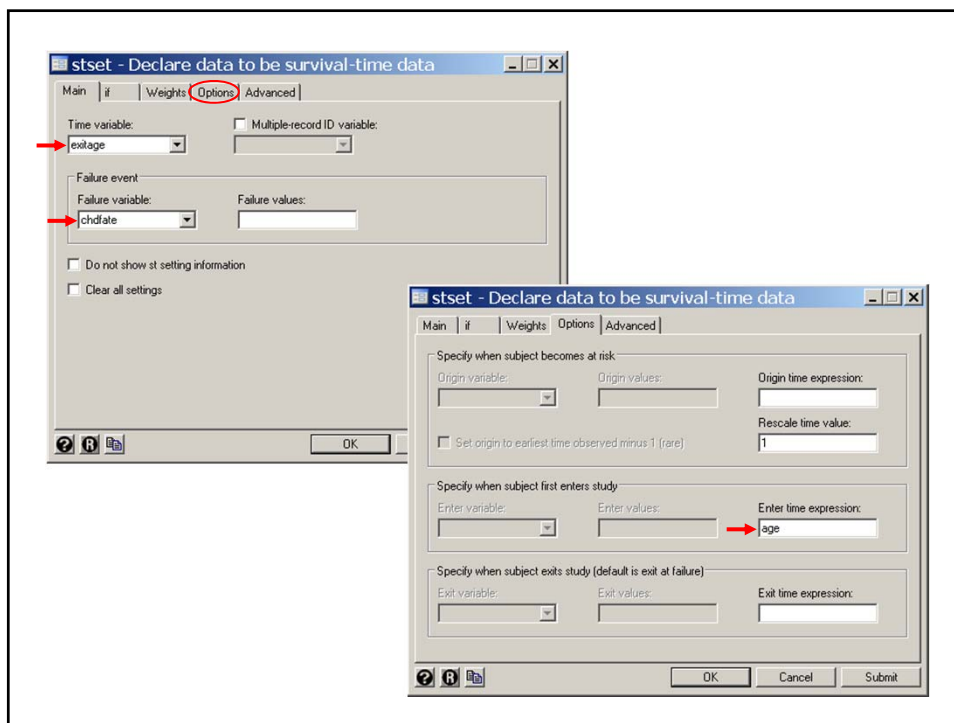 stset - Declare data to be survival-time data
Main if Weights Options Advanced
Time variable: Multiple-record ID variable:
exitage
Failure event
Failure variable: Failure values:
chdfate
Do not show st setting information
Clear all settings
OK
stset - Declare data to be survival-time data
Main if Weights Options Advanced
Specify when subject becomes at risk
Origin variable: Origin values: Origin time expression:
Rescale time value:
Set origin to earliest time observed minus 1 (rare) 1
Specify when subject first enters study
Enter variable: Enter values: Enter time expression:
age
Specify when subject exits study (default is exit at failure)
Exit variable: Exit values: Exit time expression:
OK Cancel Submit